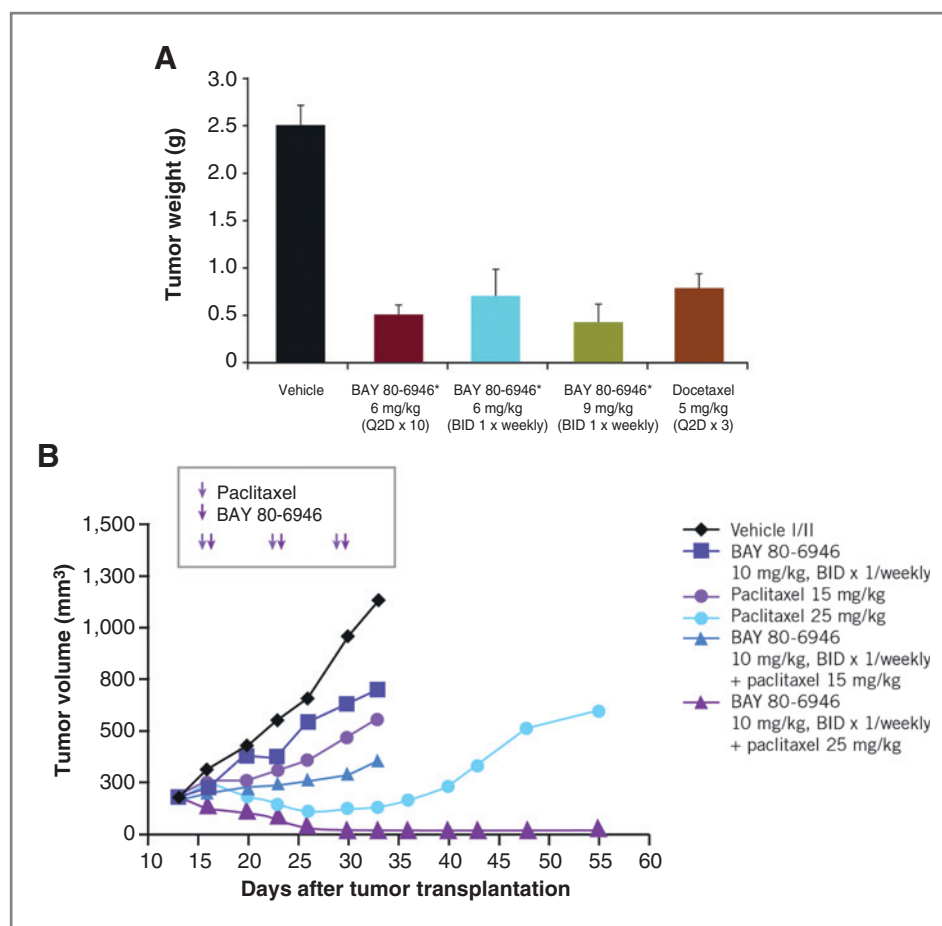 A
Tumor weight (g)
3.0
2.5
2.0
1.5
1.0
0.5
0
Vehicle
BAY 80-6946*
6 mg/kg
(Q2D x 10)
BAY 80-6946*
6 mg/kg
(BID 1 x weekly)
BAY 80-6946*
9 mg/kg
(BID 1 x weekly)
Docetaxel
5 mg/kg
(Q2D x 3)
B
Paclitaxel
BAY 80-6946
Tumor volume (mm³)
1,500
1,300
1,000
800
500
300
0
10 15 20 25 30 35 40 45 50 55 60
Days after tumor transplantation
Vehicle I/II
BAY 80-6946
10 mg/kg, BID x 1/weekly
Paclitaxel 15 mg/kg
Paclitaxel 25 mg/kg
BAY 80-6946
10 mg/kg, BID x 1/weekly
+ paclitaxel 15 mg/kg
BAY 80-6946
10 mg/kg, BID x 1/weekly
+ paclitaxel 25 mg/kg